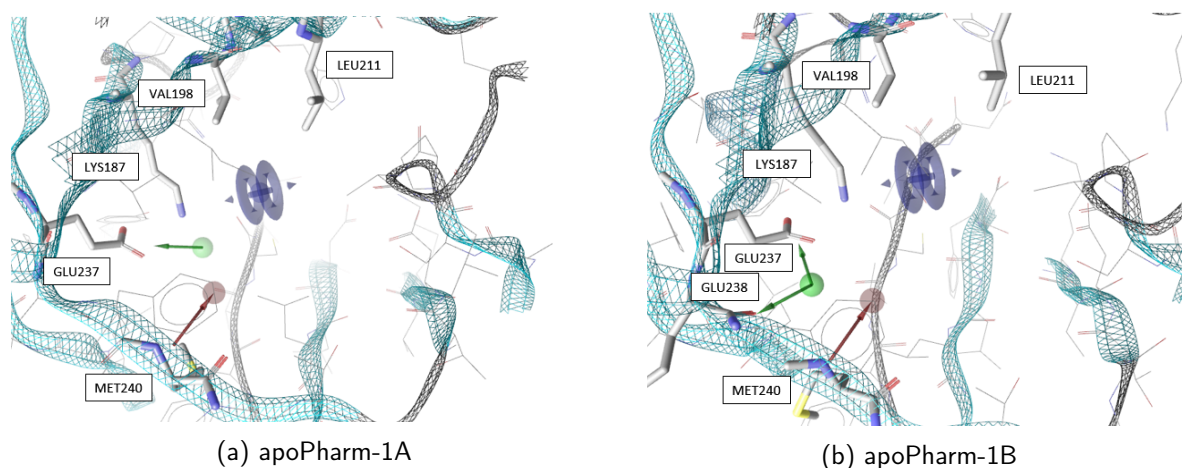 LEU211
VAL198
LYS187
GLU237
MET240
(a) apoPharm-1A
VAL198
LEU211
LYS187
GLU237
GLU238
MET240
(b) apoPharm-1B